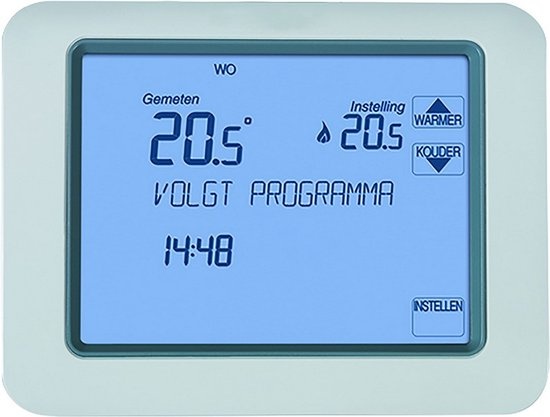 WO
Gemeten
Instelling
20.5°
20.5
WARMER
KOUDER
VOLGT PROGRAMMA
14:48
INSTELLEN